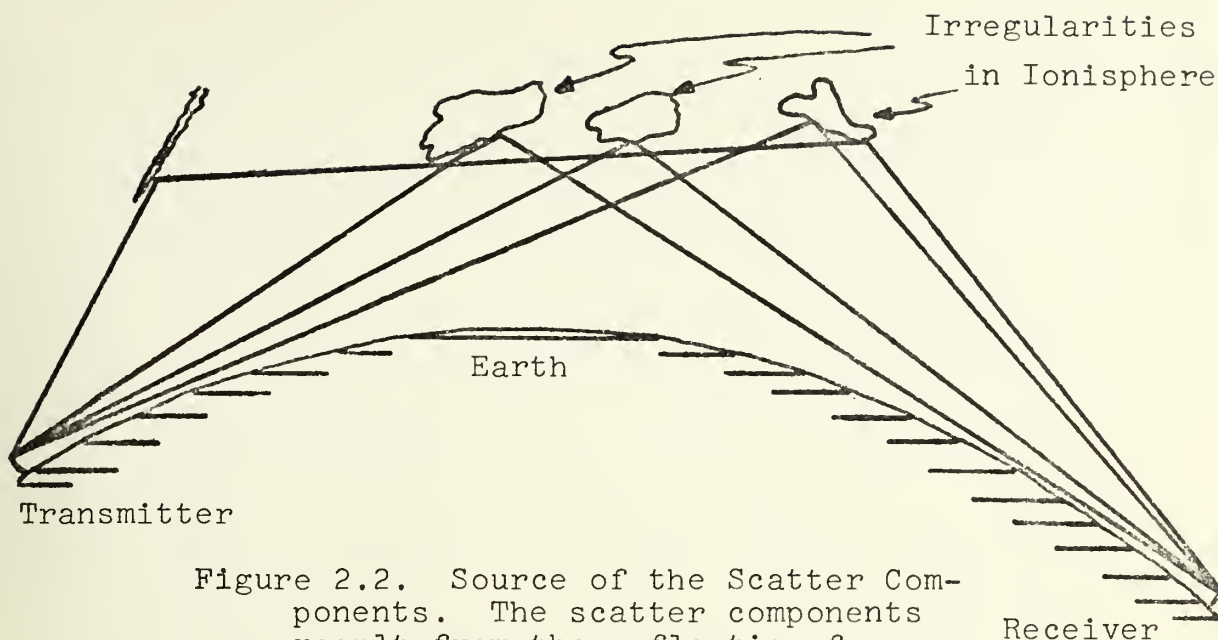 Irregularities
in Ionisphere
Earth
Transmitter
Figure 2.2. Source of the Scatter Com-
ponents. The scatter components
Receiver